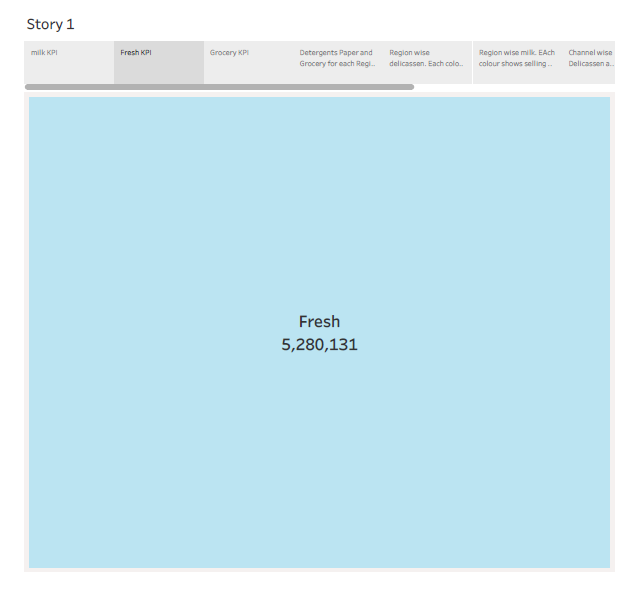 Story 1
milk KPI
Fresh KPI
Grocery KPI
Detergents Paper and
Grocery for each Regi..
Region wise
delicassen. Each colo..
Region wise milk. EAch
colour shows selling ..
Channel wise
Delicassen a..
Fresh
5,280,131